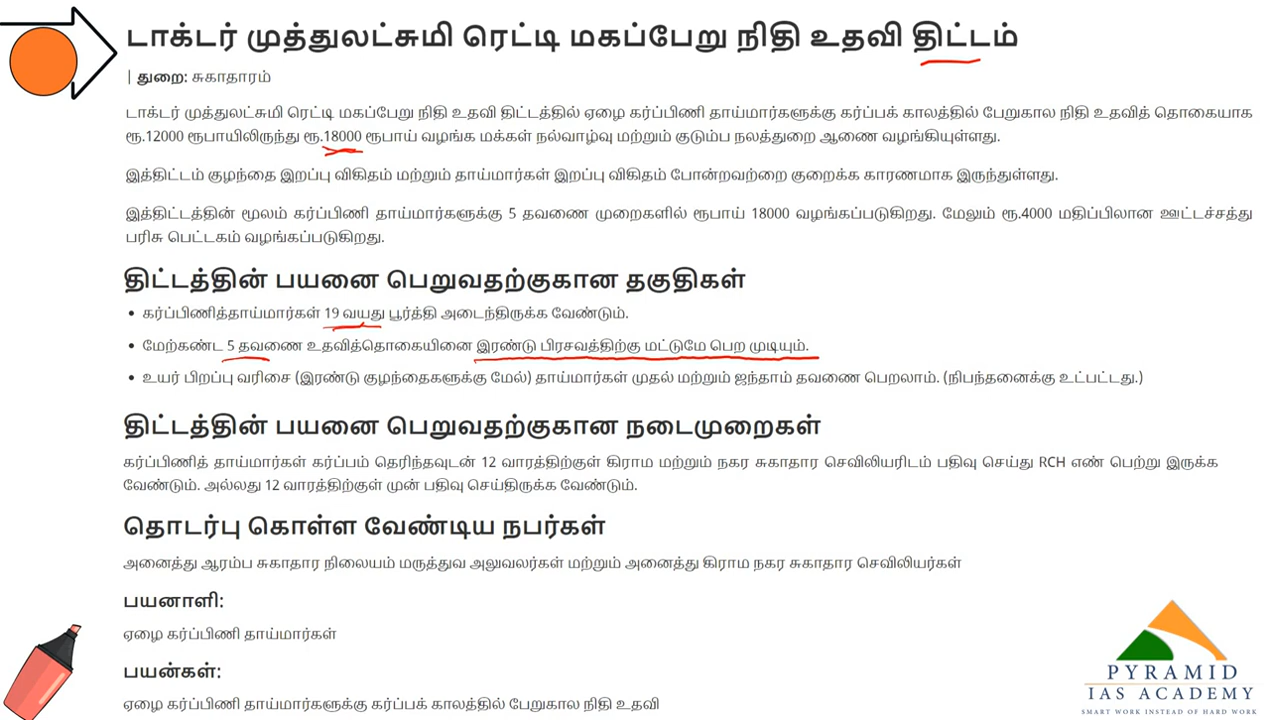 டாக்டர் முத்துலட்சுமி ரெட்டி மகப்பேறு நிதி உதவி திட்டம்
| துறை: சுகாதாரம்
டாக்டர் முத்துலட்சுமி ரெட்டி மகப்பேறு நிதி உதவி திட்டத்தில் ஏழை கர்ப்பிணி தாய்மார்களுக்கு கர்ப்பக் காலத்தில் பேறுகால நிதி உதவித் தொகையாக
ரூ.12000 ரூபாயிலிருந்து ரூ.18000 ரூபாய் வழங்க மக்கள் நல்வாழ்வு மற்றும் குடும்ப நலத்துறை ஆணை வழங்கியுள்ளது.
இத்திட்டம் குழந்தை இறப்பு விகிதம் மற்றும் தாய்மார்கள் இறப்பு விகிதம் போன்றவற்றை குறைக்க காரணமாக இருந்துள்ளது.
இத்திட்டத்தின் மூலம் கர்ப்பிணி தாய்மார்களுக்கு 5 தவணை முறைகளில் ரூபாய் 18000 வழங்கப்படுகிறது. மேலும் ரூ.4000 மதிப்பிலான ஊட்டச்சத்து
பரிசு பெட்டகம் வழங்கப்படுகிறது.
திட்டத்தின் பயனை பெறுவதற்குகான தகுதிகள்
• கர்ப்பிணித்தாய்மார்கள் 19 வயது பூர்த்தி அடைந்திருக்க வேண்டும்.
• மேற்கண்ட 5 தவணை உதவித்தொகையினை இரண்டு பிரசவத்திற்கு மட்டுமே பெற முடியும்.
• உயர் பிறப்பு வரிசை (இரண்டு குழந்தைகளுக்கு மேல்) தாய்மார்கள் முதல் மற்றும் ஐந்தாம் தவணை பெறலாம். (நிபந்தனைக்கு உட்பட்டது.)
திட்டத்தின் பயனை பெறுவதற்குகான நடைமுறைகள்
கர்ப்பிணித் தாய்மார்கள் கர்ப்பம் தெரிந்தவுடன் 12 வாரத்திற்குள் கிராம மற்றும் நகர சுகாதார செவிலியரிடம் பதிவு செய்து RCH எண் பெற்று இருக்க
வேண்டும். அல்லது 12 வாரத்திற்குள் முன் பதிவு செய்திருக்க வேண்டும்.
தொடர்பு கொள்ள வேண்டிய நபர்கள்
அனைத்து ஆரம்ப சுகாதார நிலையம் மருத்துவ அலுவலர்கள் மற்றும் அனைத்து கிராம நகர சுகாதார செவிலியர்கள்
பயனாளி:
ஏழை கர்ப்பிணி தாய்மார்கள்
பயன்கள்:
ஏழை கர்ப்பிணி தாய்மார்களுக்கு கர்ப்பக் காலத்தில் பேறுகால நிதி உதவி
PYRAMID
IAS ACADEMY
SMART WORK INSTEAD OF HARD WORK